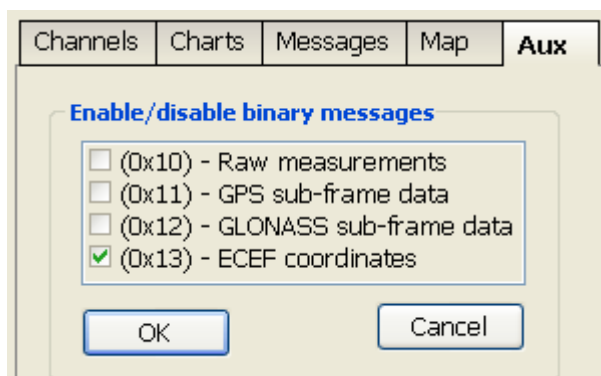 Channels Charts Messages Map Aux
Enable/disable binary messages
(0x10) - Raw measurements
(0x11) - GPS sub-frame data
(0x12) - GLONASS sub-frame data
(0x13) - ECEF coordinates
OK Cancel